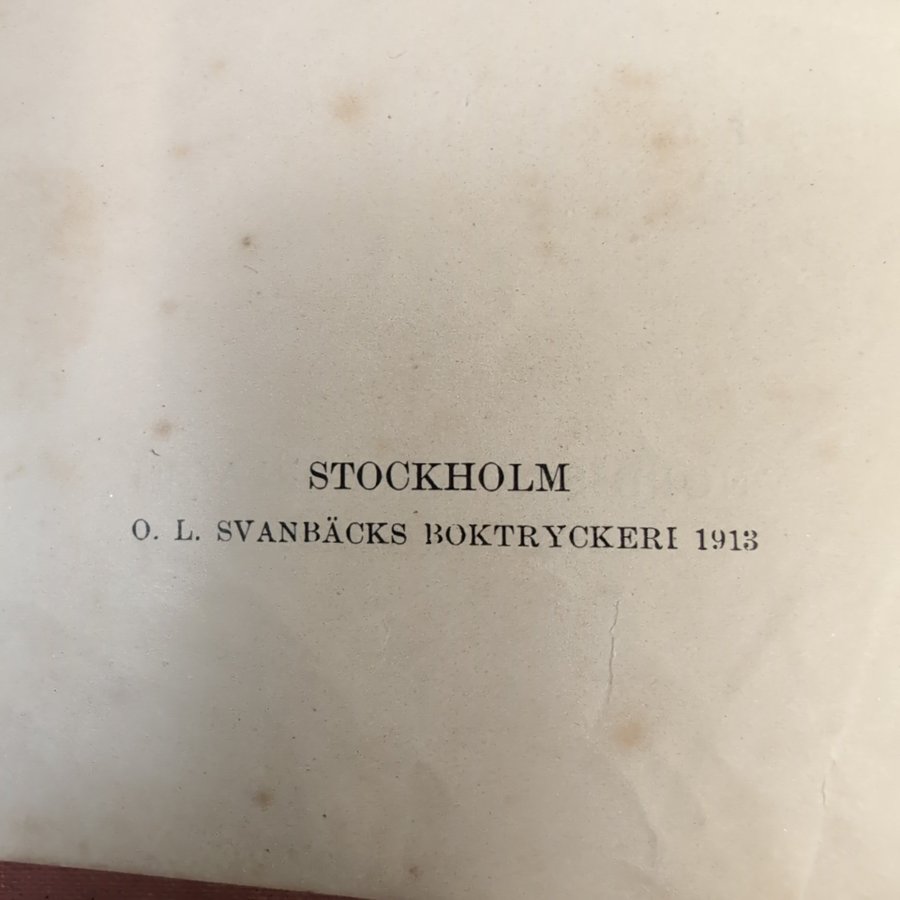 STOCKHOLM
O. L. SVANBÄCKS BOKTRYCKERI 1913